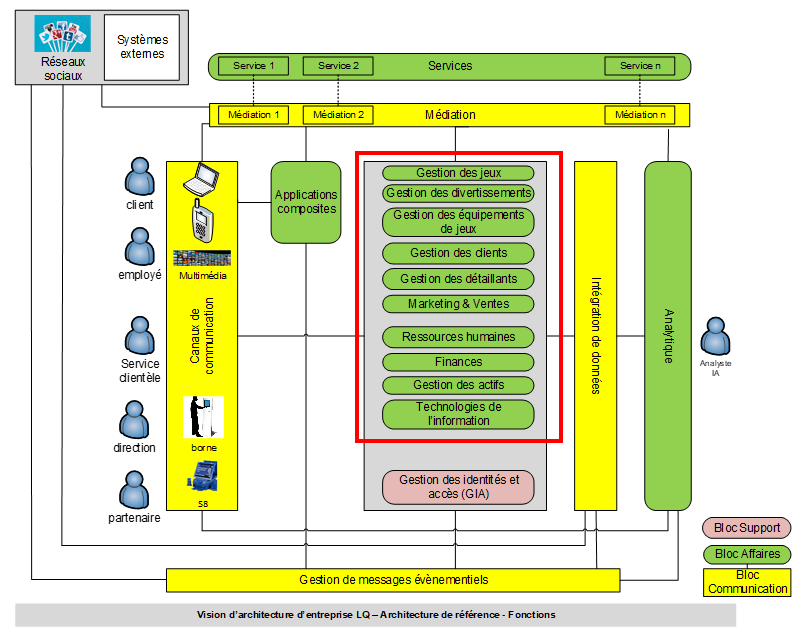 Réseaux
sociaux
Systèmes
externes
Service 1
Service 2
Services
Service n
Médiation 1
Médiation 2
Médiation
Médiation n
client
employé
Service
clientèle
direction
partenaire
Multimédia
Canaux de
communication
borne
SB
Applications
composites
Gestion des jeux
Gestion des divertissements
Gestion des équipements
de jeux
Gestion des clients
Gestion des détaillants
Marketing & Ventes
Ressources humaines
Finances
Gestion des actifs
Technologies de
l'information
Gestion des identités et
accès (GIA)
Intégration de données
Analytique
Analyste
IA
Gestion de messages évènementiels
Bloc Support
Bloc Affaires
Bloc
Communication
Vision d'architecture d'entreprise LQ – Architecture de référence - Fonctions